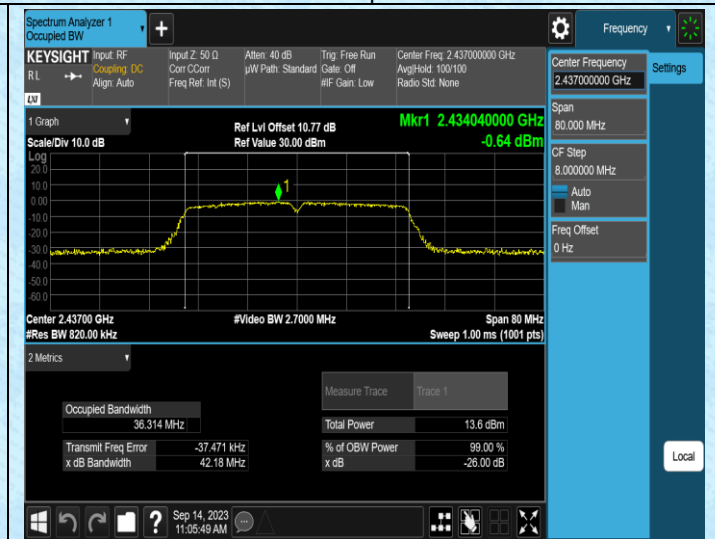 Spectrum Analyzer 1
Occupied BW
+
Frequency
KEYSIGHT
RL
LXI
Input: RF
Coupling: DC
Align: Auto
Input Z: 50 Ω
Corr CCorr
Freq Ref: Int (S)
Atten: 40 dB
µW Path: Standard
Trig: Free Run
Gate: Off
#IF Gain: Low
Center Freq: 2.437000000 GHz
Avg|Hold: 100/100
Radio Std: None
Center Frequency
2.437000000 GHz
Settings
Span
80.000 MHz
CF Step
8.000000 MHz
Auto
Man
Freq Offset
0 Hz
Local
1 Graph
Scale/Div 10.0 dB
Ref Lvl Offset 10.77 dB
Ref Value 30.00 dBm
Mkr1 2.434040000 GHz
-0.64 dBm
Log
20.0
10.0
0.00
-10.0
-20.0
-30.0
-40.0
-50.0
-60.0
1
Center 2.43700 GHz
#Res BW 820.00 kHz
#Video BW 2.7000 MHz
Span 80 MHz
Sweep 1.00 ms (1001 pts)
2 Metrics
Measure Trace Trace 1
Occupied Bandwidth
36.314 MHz
Total Power 13.6 dBm
Transmit Freq Error -37.471 kHz
% of OBW Power 99.00 %
x dB Bandwidth 42.18 MHz
x dB -26.00 dB
?
Sep 14, 2023
11:05:49 AM